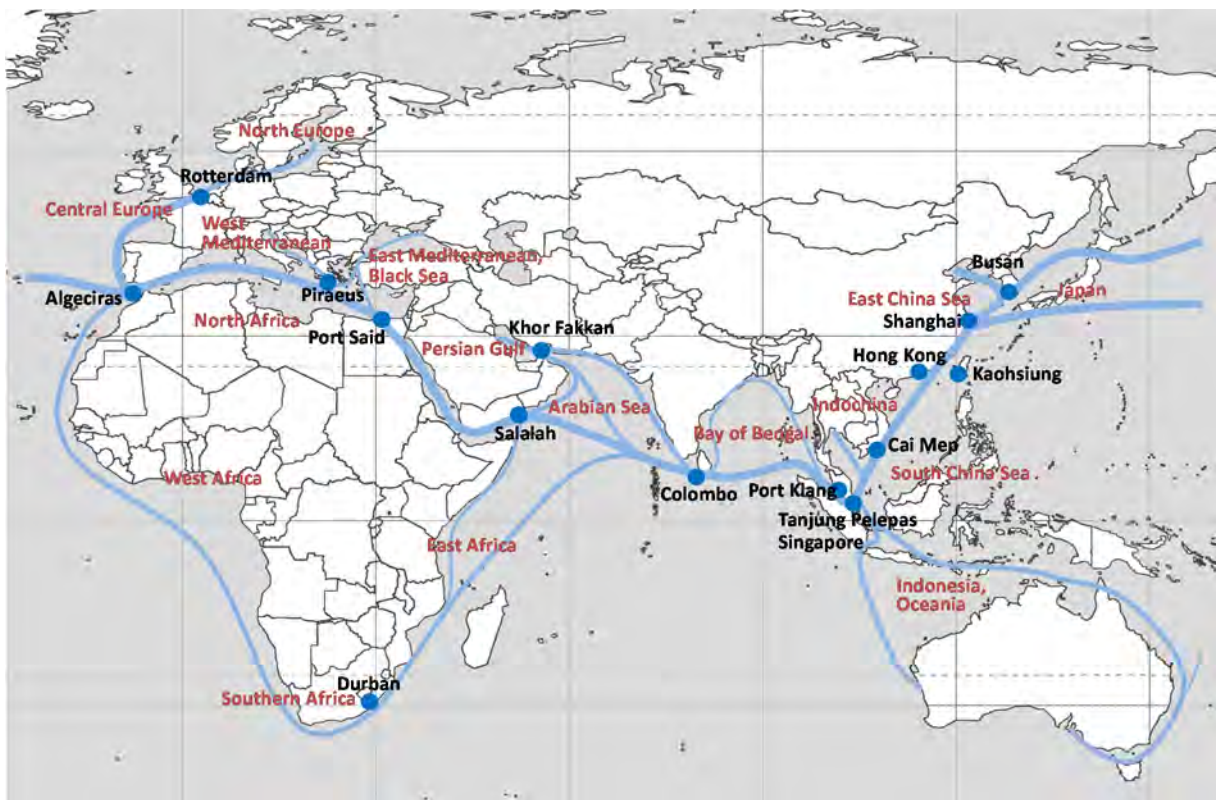 North Europe
Rotterdam
Central Europe
West
Mediterranean
East Mediterranean,
Black Sea
Busan
Algeciras
Piraeus
East China Sea
Japan
North Africa
Port Said
Khor Fakkan
Shanghai
Persian Gulf
Hong Kong
Kaohsiung
Arabian Sea
Indochina
Salalah
Bay of Bengal
Cai Mep
West Africa
South China Sea
Colombo
Port Klang
Tanjung Pelepas
Singapore
East Africa
Indonesia,
Oceania
Durban
Southern Africa